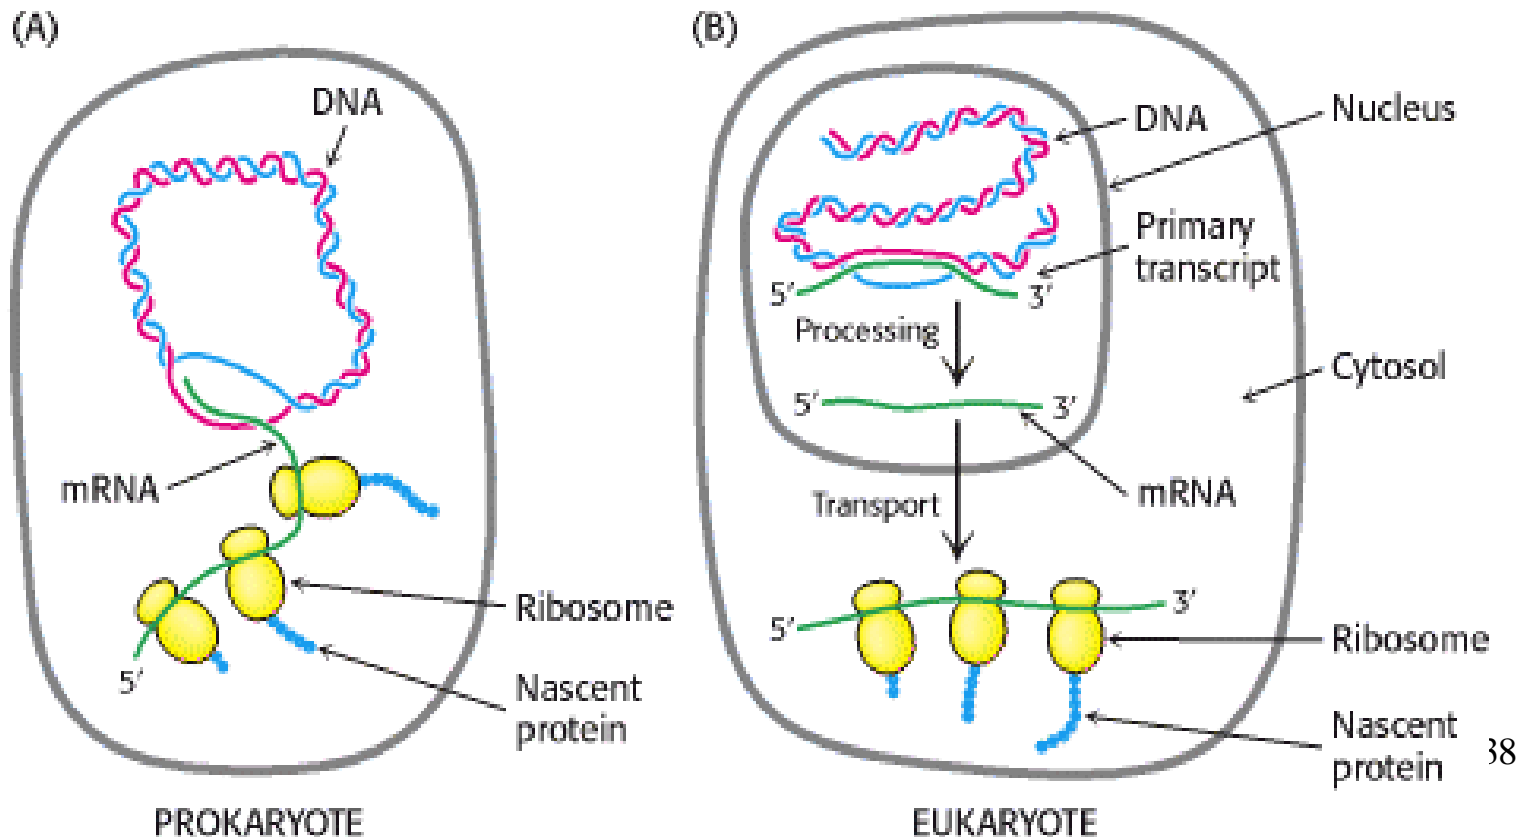 (A)
DNA
mRNA
Ribosome
Nascent
protein
5′
PROKARYOTE
(B)
DNA
Nucleus
Primary
transcript
5′
3′
Processing
Cytosol
5′
3′
mRNA
Transport
3′
5′
Ribosome
Nascent
protein
EUKARYOTE